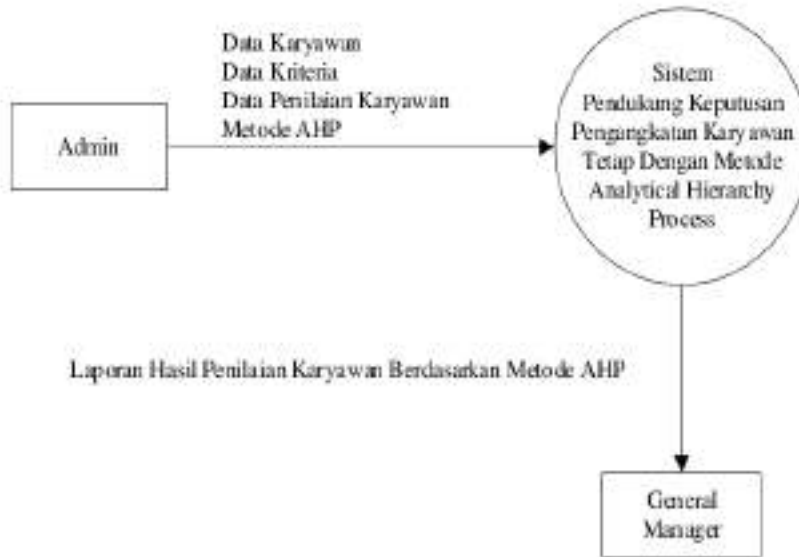 Data Karyawan
Data Kriteria
Data Penilaian Karyawan
Metode AHP
Admin
Sistem
Pendukung Keputusan
Pengangkatan Karyawan
Tetap Dengan Metode
Analytical Hierarchy
Process
Laporan Hasil Penilaian Karyawan Berdasarkan Metode AHP
General
Manager